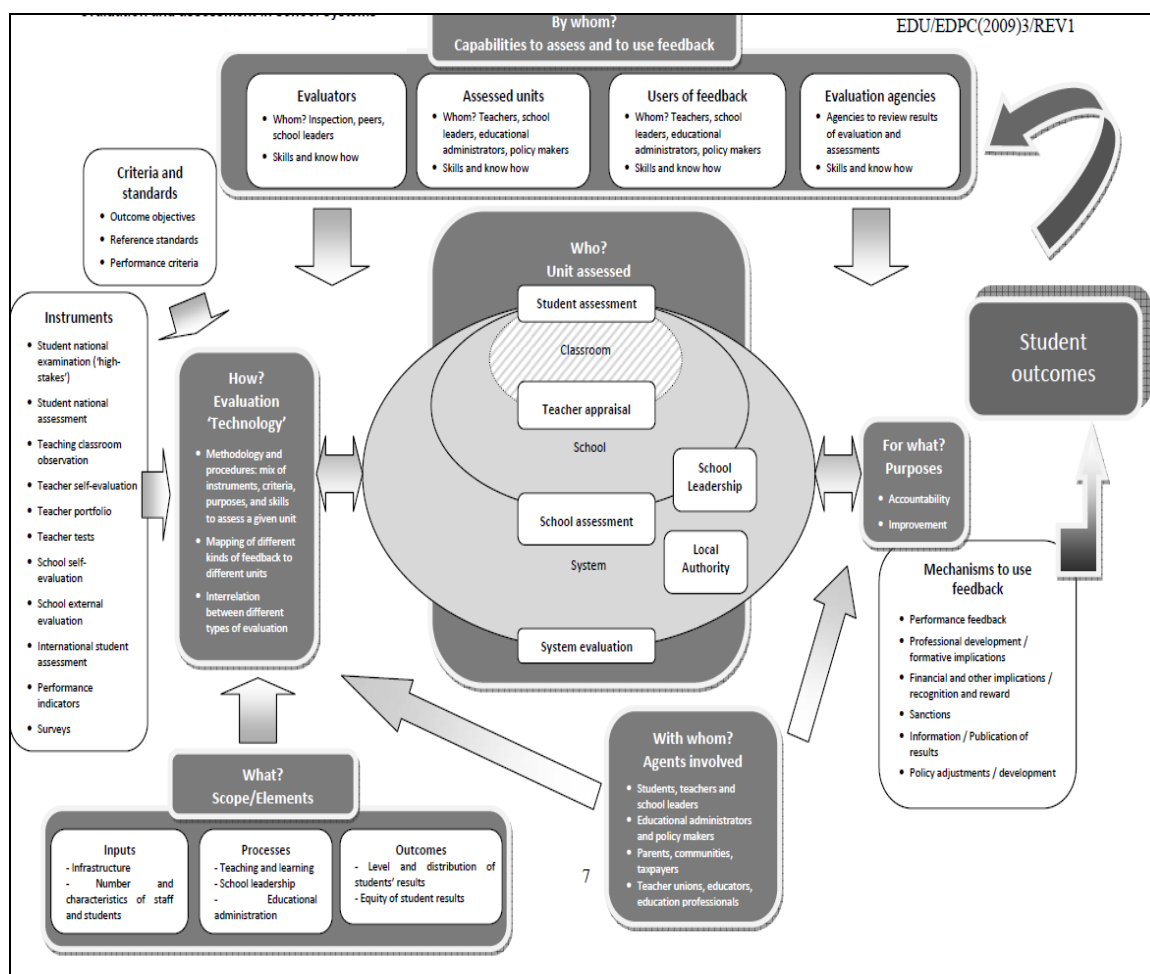 Evaluation and assessment in school systems
EDU/EDPC(2009)3/REV1
By whom?
Capabilities to assess and to use feedback
Evaluators
• Whom? Inspection, peers,
school leaders
• Skills and know how
Assessed units
• Whom? Teachers, school
leaders, educational
administrators, policy makers
• Skills and know how
Users of feedback
• Whom? Teachers, school
leaders, educational
administrators, policy makers
• Skills and know how
Evaluation agencies
• Agencies to review results
of evaluation and
assessments
• Skills and know how
Criteria and
standards
• Outcome objectives
• Reference standards
• Performance criteria
Instruments
• Student national
examination ('high-
stakes')
• Student national
assessment
• Teaching classroom
observation
• Teacher self-evaluation
• Teacher portfolio
• Teacher tests
• School self-
evaluation
• School external
evaluation
• International student
assessment
• Performance
indicators
• Surveys
How?
Evaluation
'Technology'
• Methodology and
procedures: mix of
instruments, criteria,
purposes, and skills
to assess a given unit
• Mapping of different
kinds of feedback to
different units
• Interrelation
between different
types of evaluation
Who?
Unit assessed
Student assessment
Classroom
Teacher appraisal
School
School
Leadership
School assessment
System
Local
Authority
System evaluation
Student
outcomes
For what?
Purposes
• Accountability
• Improvement
Mechanisms to use
feedback
• Performance feedback
• Professional development /
formative implications
• Financial and other implications /
recognition and reward
• Sanctions
• Information / Publication of
results
• Policy adjustments / development
What?
Scope/Elements
Inputs
- Infrastructure
- Number and
characteristics of staff
and students
Processes
- Teaching and learning
- School leadership
- Educational
administration
Outcomes
- Level and distribution of
students' results
- Equity of student results
With whom?
Agents involved
• Students, teachers and
school leaders
• Educational administrators
and policy makers
• Parents, communities,
taxpayers
• Teacher unions, educators,
education professionals
7